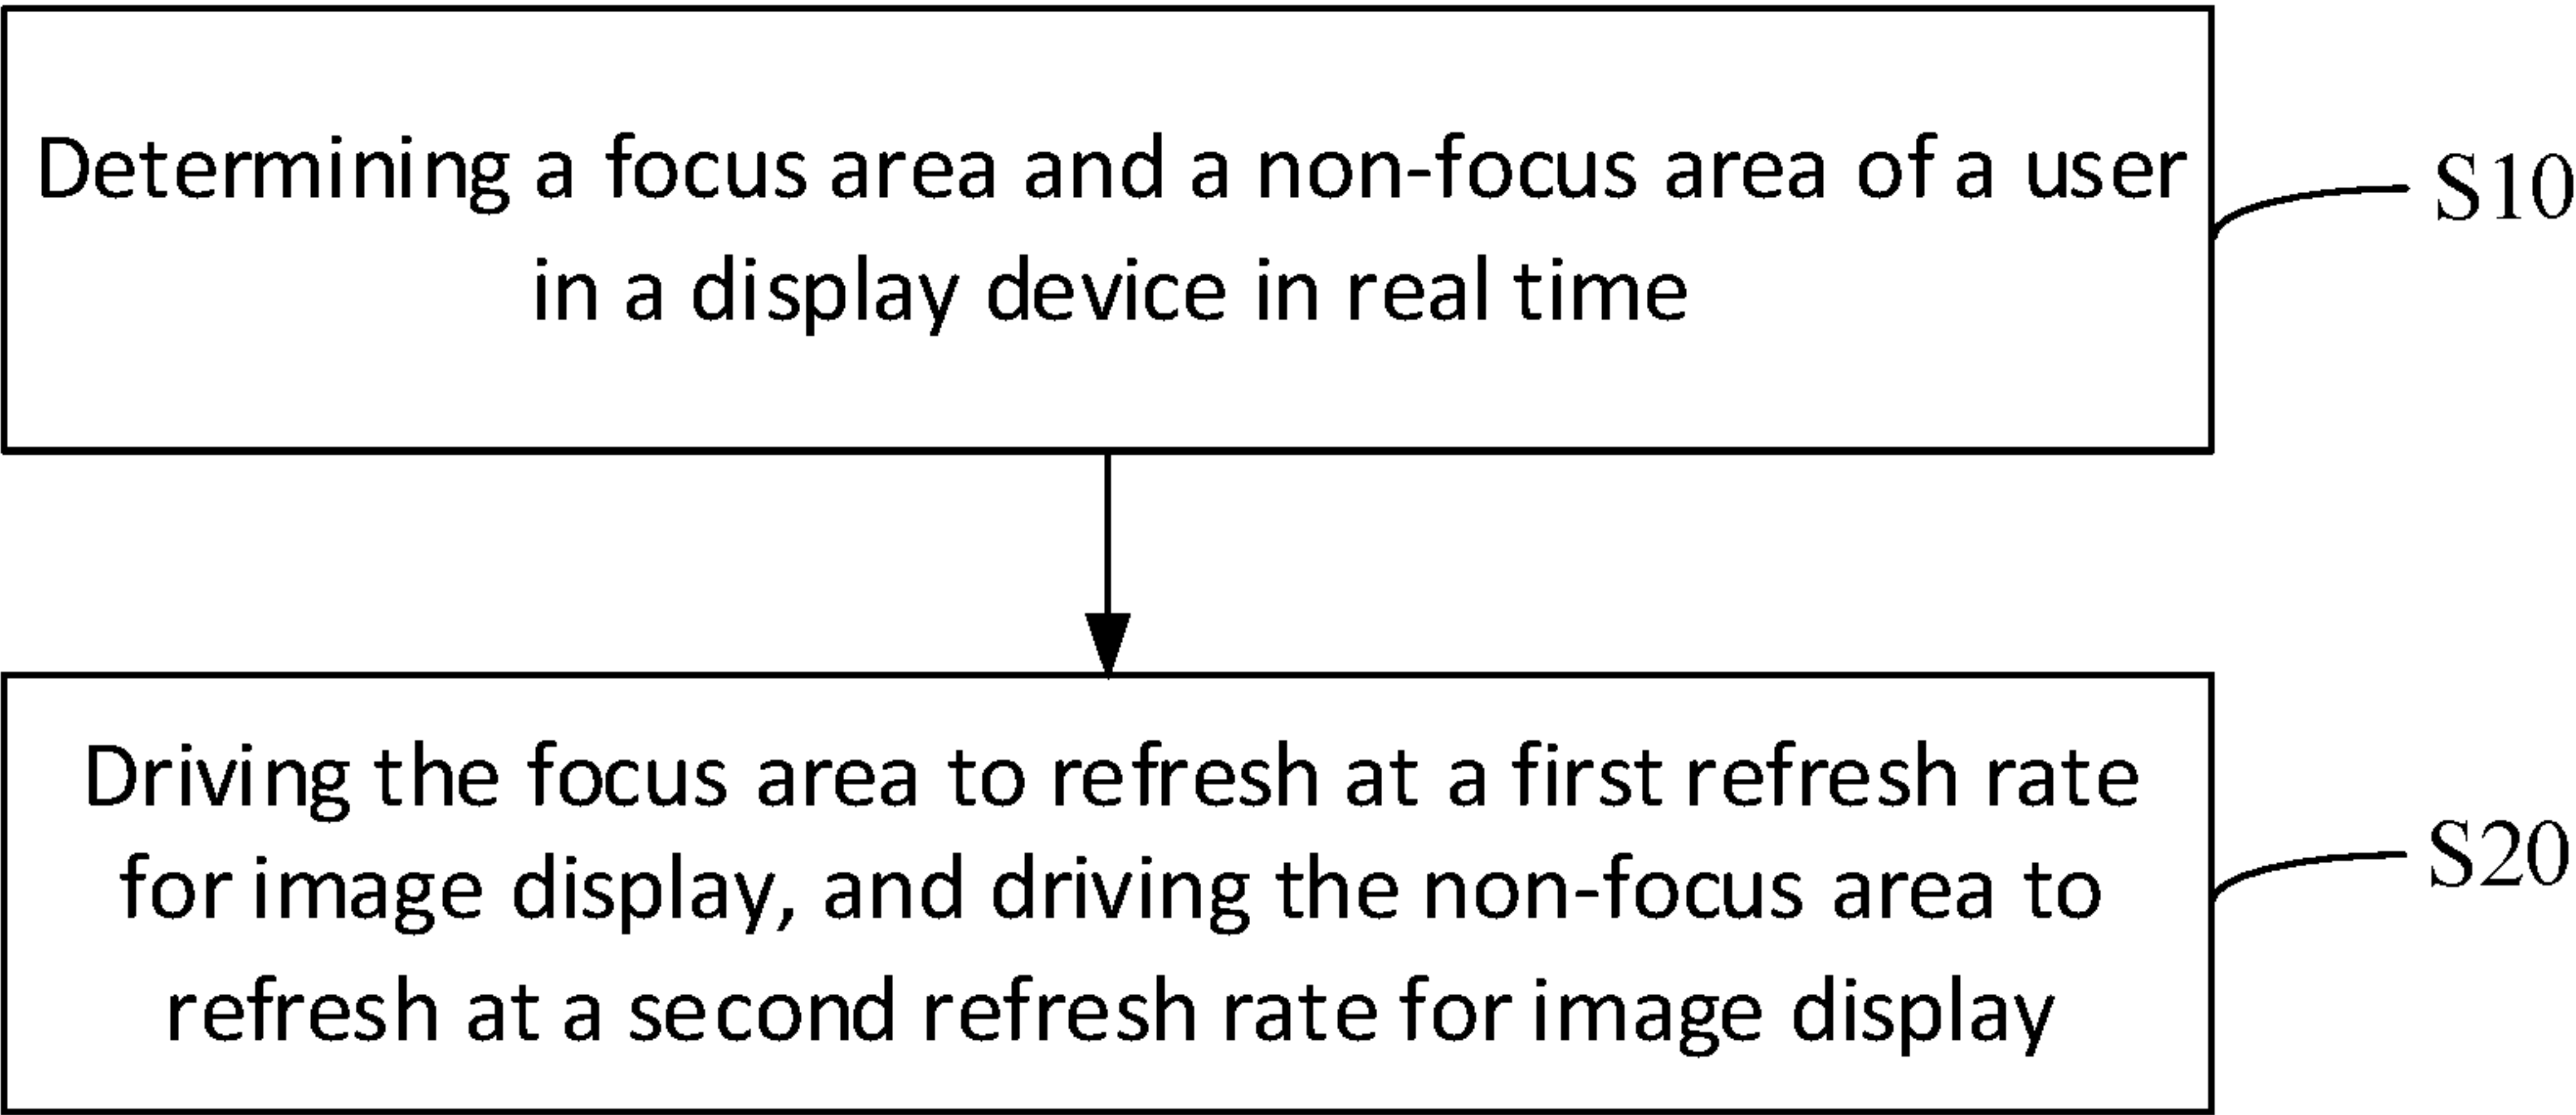 Determining a focus area and a non-focus area of a user
in a display device in real time
S10
Driving the focus area to refresh at a first refresh rate
for image display, and driving the non-focus area to
refresh at a second refresh rate for image display
S20